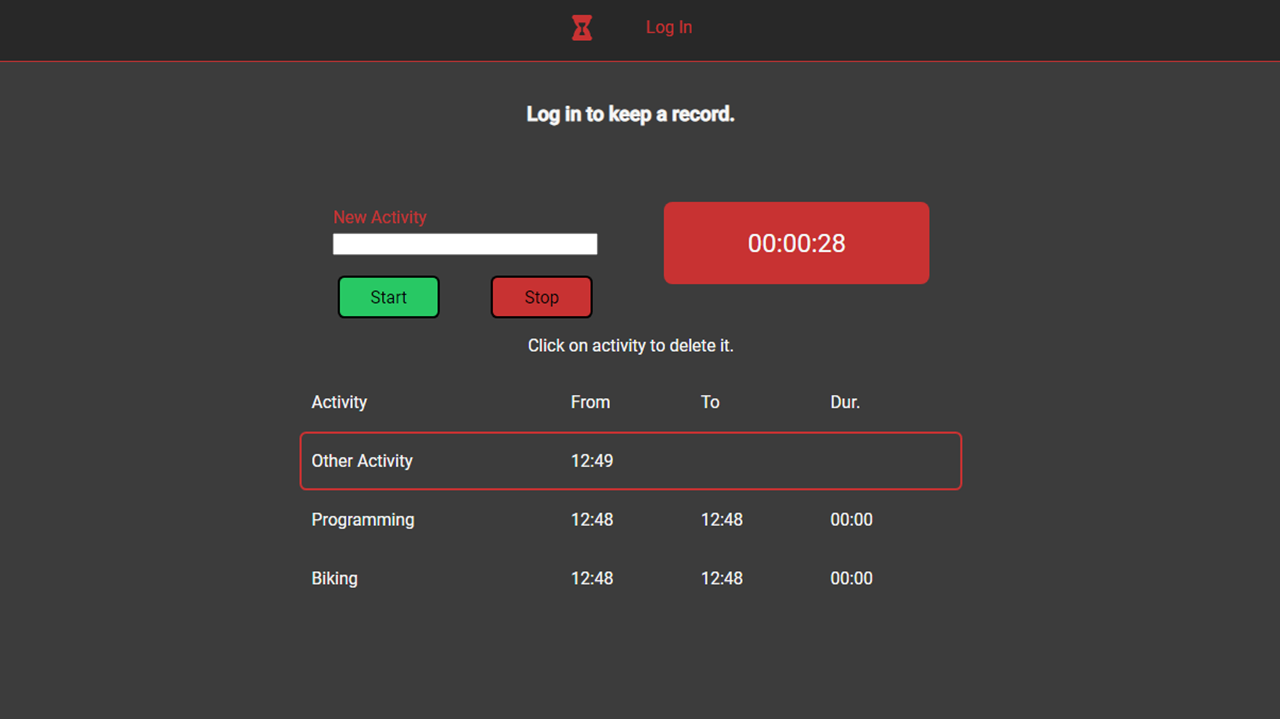 Log In
Log in to keep a record.
New Activity
00:00:28
Start Stop
Click on activity to delete it.
Activity From To Dur.
Other Activity 12:49
Programming 12:48 12:48 00:00
Biking 12:48 12:48 00:00